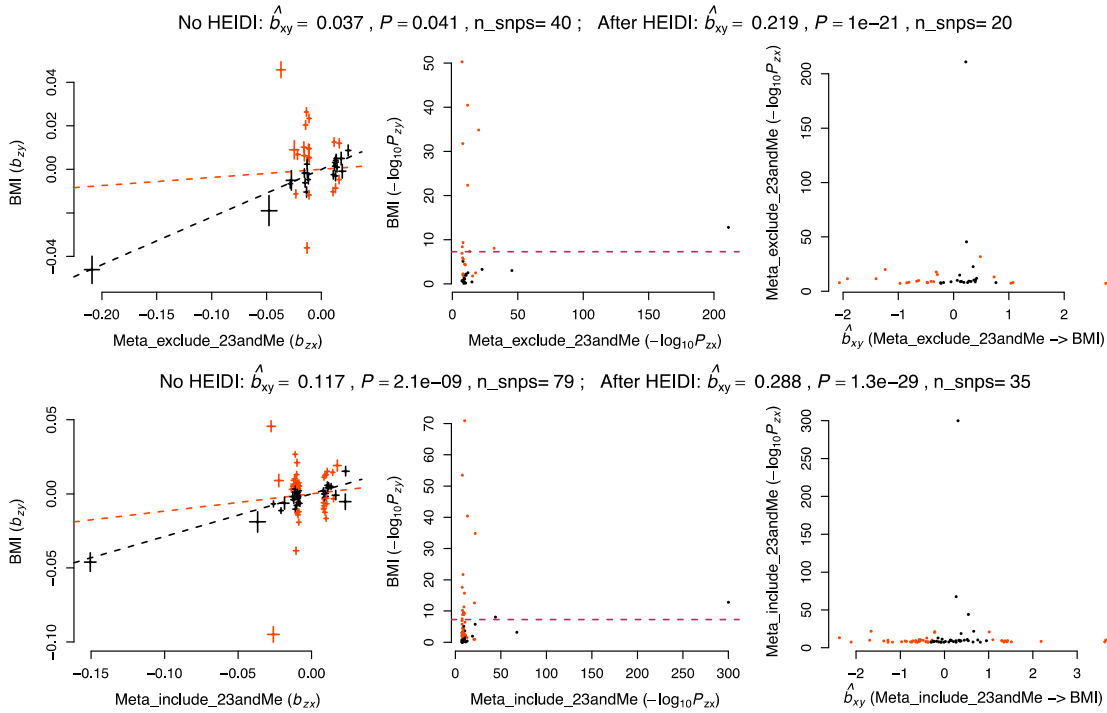 No HEIDI: b̂xy = 0.037 , P = 0.041 , n_snps= 40 ; After HEIDI: b̂xy = 0.219 , P = 1e−21 , n_snps= 20
BMI (bzy)
0.04
0.00
−0.04
−0.20 −0.15 −0.10 −0.05 0.00
Meta_exclude_23andMe (bzx)
BMI (−log10Pzy)
50
40
30
20
10
0
0 50 100 150 200
Meta_exclude_23andMe (−log10Pzx)
Meta_exclude_23andMe (−log10Pzx)
200
150
100
50
0
−2 −1 0 1 2
b̂xy (Meta_exclude_23andMe −> BMI)
No HEIDI: b̂xy = 0.117 , P = 2.1e−09 , n_snps= 79 ; After HEIDI: b̂xy = 0.288 , P = 1.3e−29 , n_snps= 35
BMI (bzy)
0.05
0.00
−0.05
−0.10
−0.15 −0.10 −0.05 0.00
Meta_include_23andMe (bzx)
BMI (−log10Pzy)
70
60
50
40
30
20
10
0
0 50 100 150 200 250 300
Meta_include_23andMe (−log10Pzx)
Meta_include_23andMe (−log10Pzx)
300
250
200
150
100
50
0
−2 −1 0 1 2 3
b̂xy (Meta_include_23andMe −> BMI)